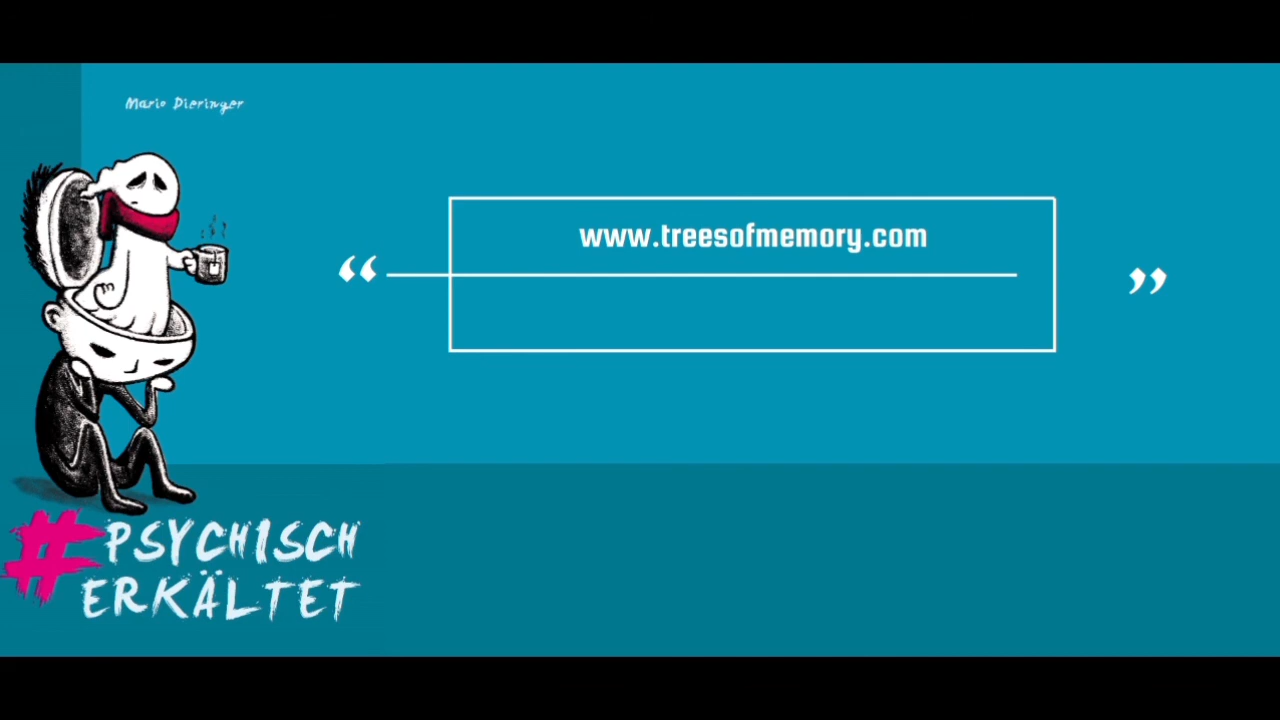 Mario Dieringer
“ www.treesofmemory.com ”
#PSYCHISCH
ERKÄLTET